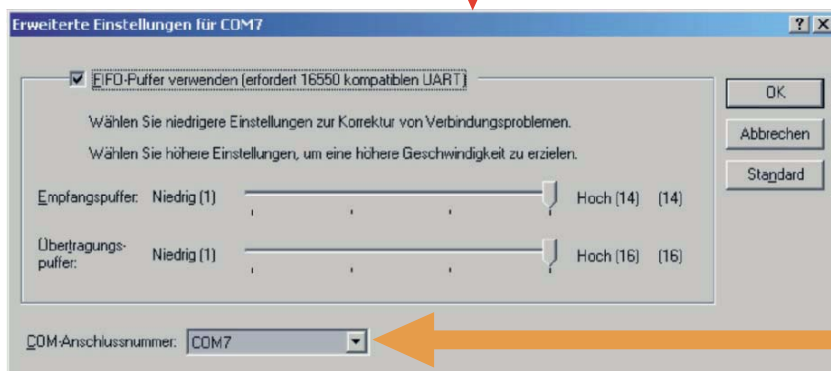 Erweiterte Einstellungen für COM7
FIFO-Puffer verwenden (erfordert 16550 kompatiblen UART)
OK
Wählen Sie niedrigere Einstellungen zur Korrektur von Verbindungsproblemen.
Abbrechen
Wählen Sie höhere Einstellungen, um eine höhere Geschwindigkeit zu erzielen.
Standard
Empfangspuffer: Niedrig (1) Hoch (14) (14)
Übertragungs-
puffer: Niedrig (1) Hoch (16) (16)
COM-Anschlussnummer: COM7